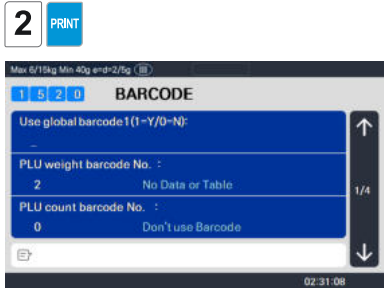 2 PRINT
Max 6/15kg Min 40g e=d=2/5g (III)
1 5 2 0 BARCODE
Use global barcode1(1=Y/0=N):
_
PLU weight barcode No. :
2 No Data or Table
1/4
PLU count barcode No. :
0 Don't use Barcode
02:31:08